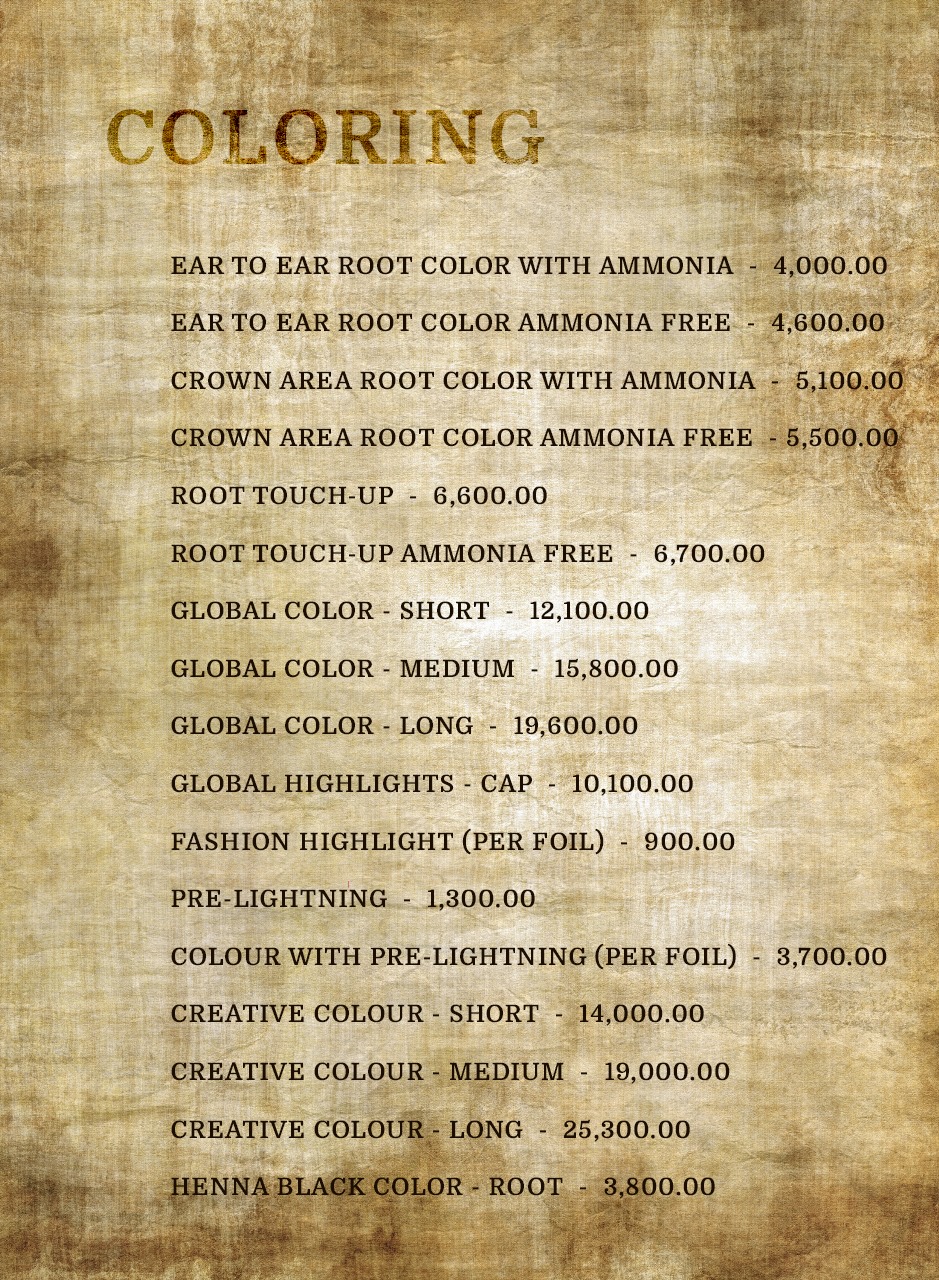 COLORING
EAR TO EAR ROOT COLOR WITH AMMONIA - 4,000.00
EAR TO EAR ROOT COLOR AMMONIA FREE - 4,600.00
CROWN AREA ROOT COLOR WITH AMMONIA - 5,100.00
CROWN AREA ROOT COLOR AMMONIA FREE - 5,500.00
ROOT TOUCH-UP - 6,600.00
ROOT TOUCH-UP AMMONIA FREE - 6,700.00
GLOBAL COLOR - SHORT - 12,100.00
GLOBAL COLOR - MEDIUM - 15,800.00
GLOBAL COLOR - LONG - 19,600.00
GLOBAL HIGHLIGHTS - CAP - 10,100.00
FASHION HIGHLIGHT (PER FOIL) - 900.00
PRE-LIGHTNING - 1,300.00
COLOUR WITH PRE-LIGHTNING (PER FOIL) - 3,700.00
CREATIVE COLOUR - SHORT - 14,000.00
CREATIVE COLOUR - MEDIUM - 19,000.00
CREATIVE COLOUR - LONG - 25,300.00
HENNA BLACK COLOR - ROOT - 3,800.00